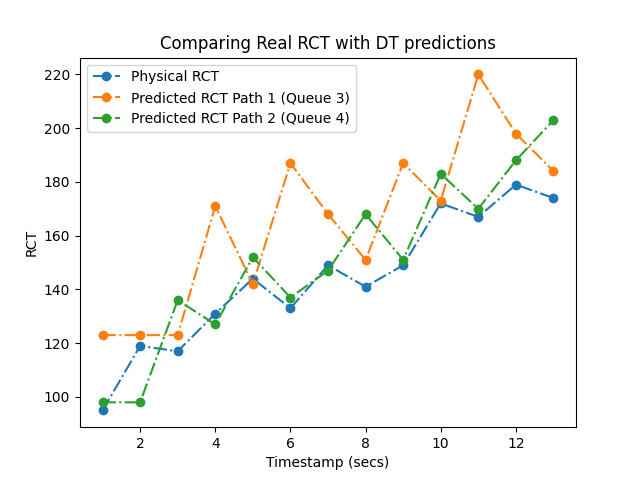 Comparing Real RCT with DT predictions
Physical RCT
Predicted RCT Path 1 (Queue 3)
Predicted RCT Path 2 (Queue 4)
220
200
180
160
140
120
100
RCT
2 4 6 8 10 12
Timestamp (secs)